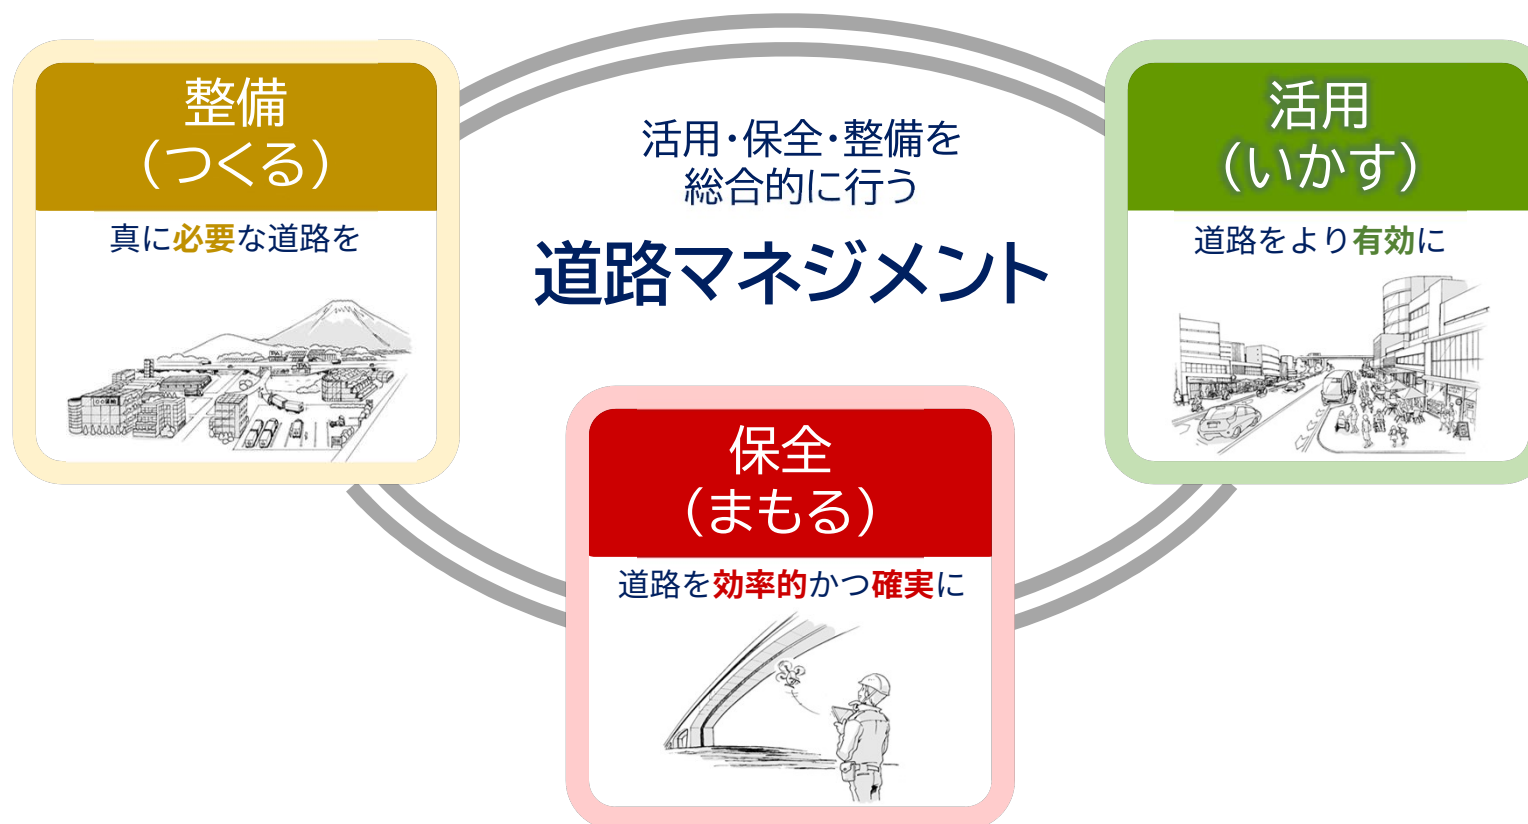 整備
（つくる）
真に必要な道路を
活用・保全・整備を
総合的に行う
道路マネジメント
活用
（いかす）
道路をより有効に
保全
（まもる）
道路を効率的かつ確実に